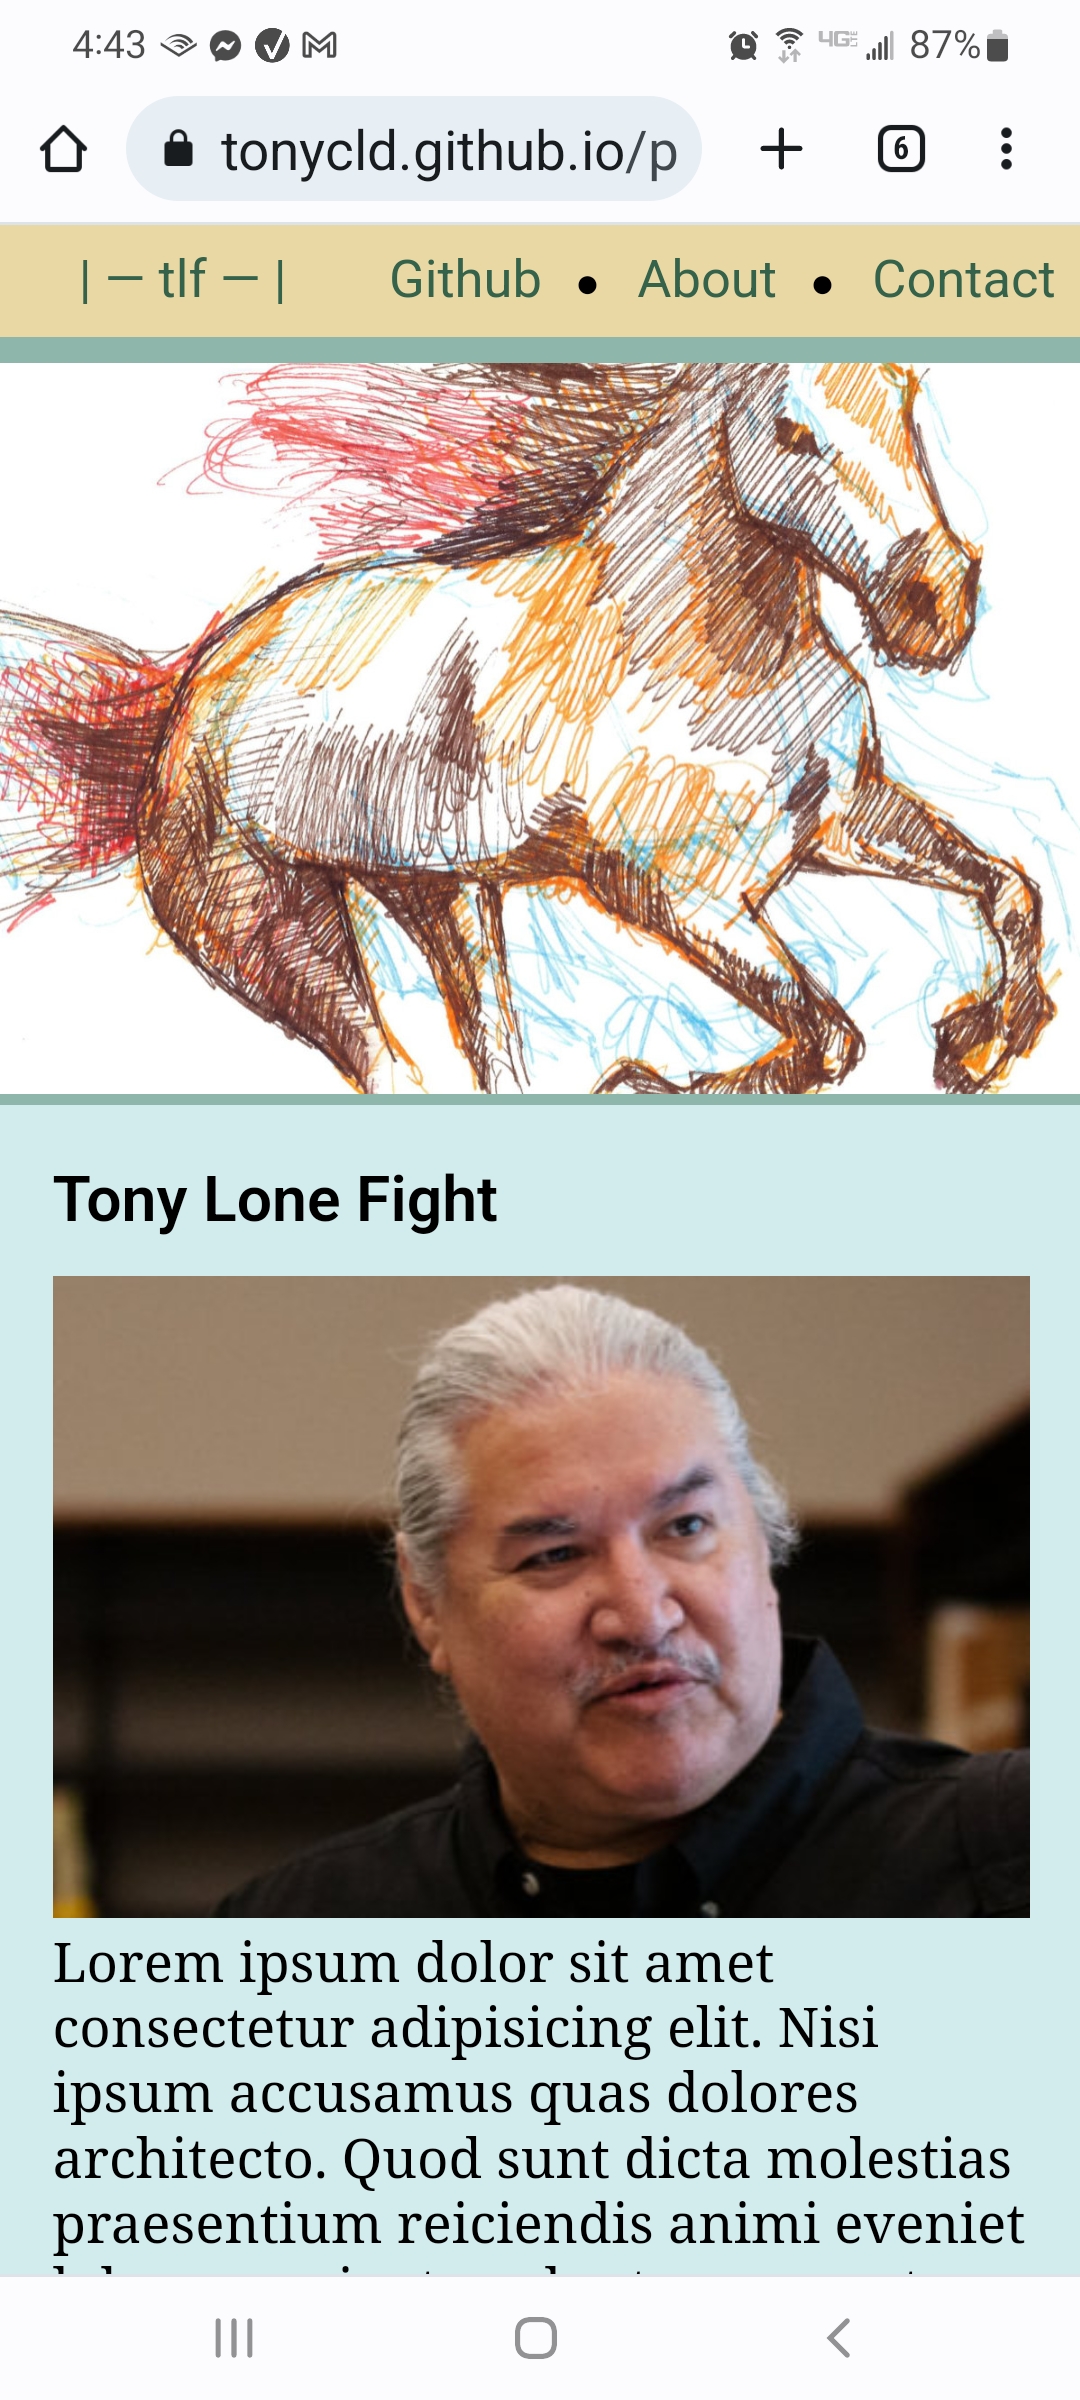 4:43 4G LTE 87%
tonycld.github.io/p 6
| — tlf — | Github • About • Contact
Tony Lone Fight
Lorem ipsum dolor sit amet
consectetur adipisicing elit. Nisi
ipsum accusamus quas dolores
architecto. Quod sunt dicta molestias
praesentium reiciendis animi eveniet